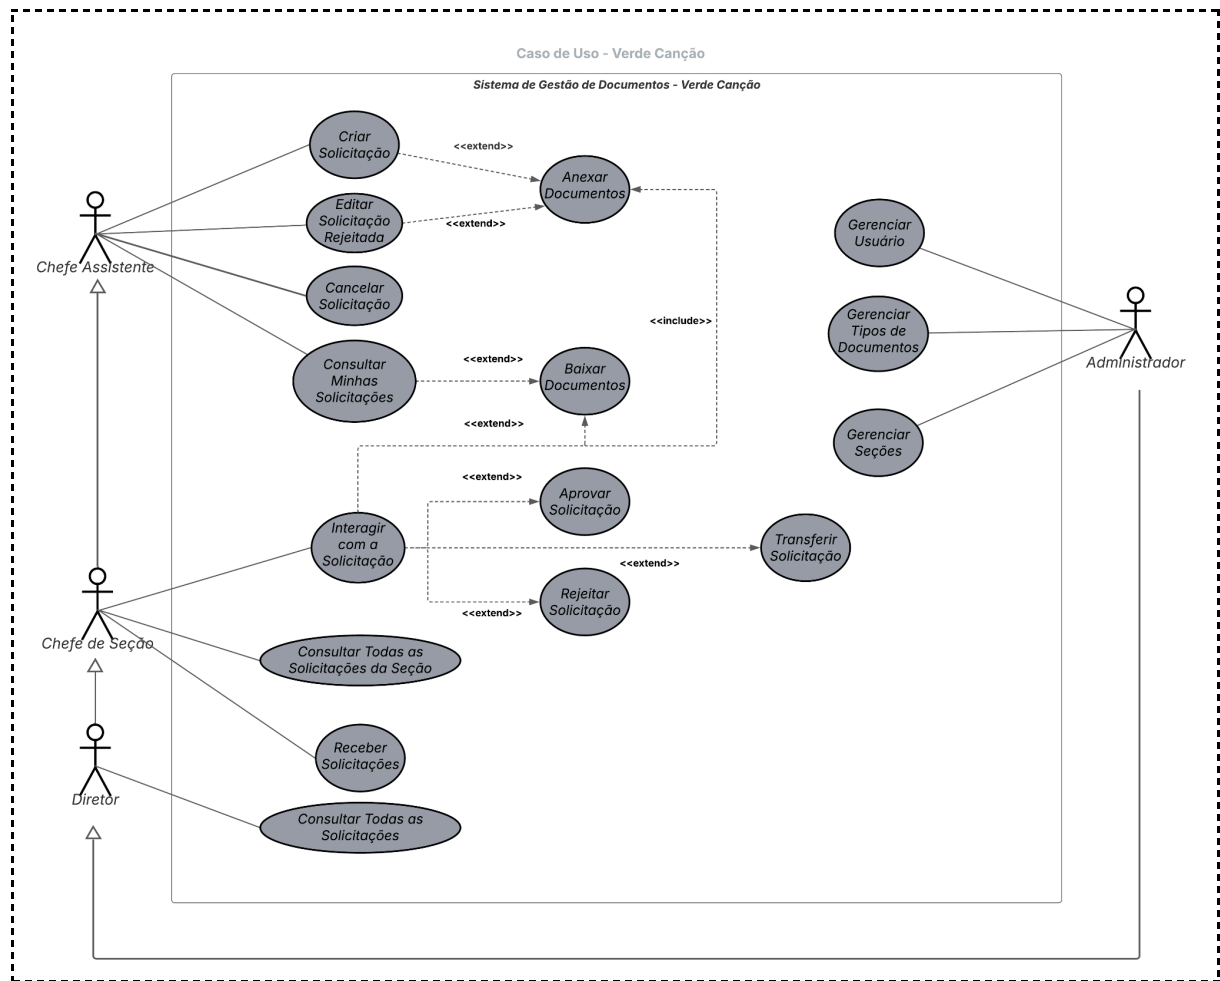 Caso de Uso - Verde Canção
Sistema de Gestão de Documentos - Verde Canção
Criar
Solicitação
<<extend>>
Anexar
Documentos
Editar
Solicitação
Rejeitada
<<extend>>
Gerenciar
Usuário
Chefe Assistente
Cancelar
Solicitação
<<include>>
Gerenciar
Tipos de
Documentos
Administrador
Consultar
Minhas
Solicitações
<<extend>>
Baixar
Documentos
<<extend>>
Gerenciar
Seções
<<extend>>
Aprovar
Solicitação
Interagir
com a
Solicitação
Transferir
Solicitação
<<extend>>
Rejeitar
Solicitação
<<extend>>
Chefe de Seção
Consultar Todas as
Solicitações da Seção
Receber
Solicitações
Diretor
Consultar Todas as
Solicitações